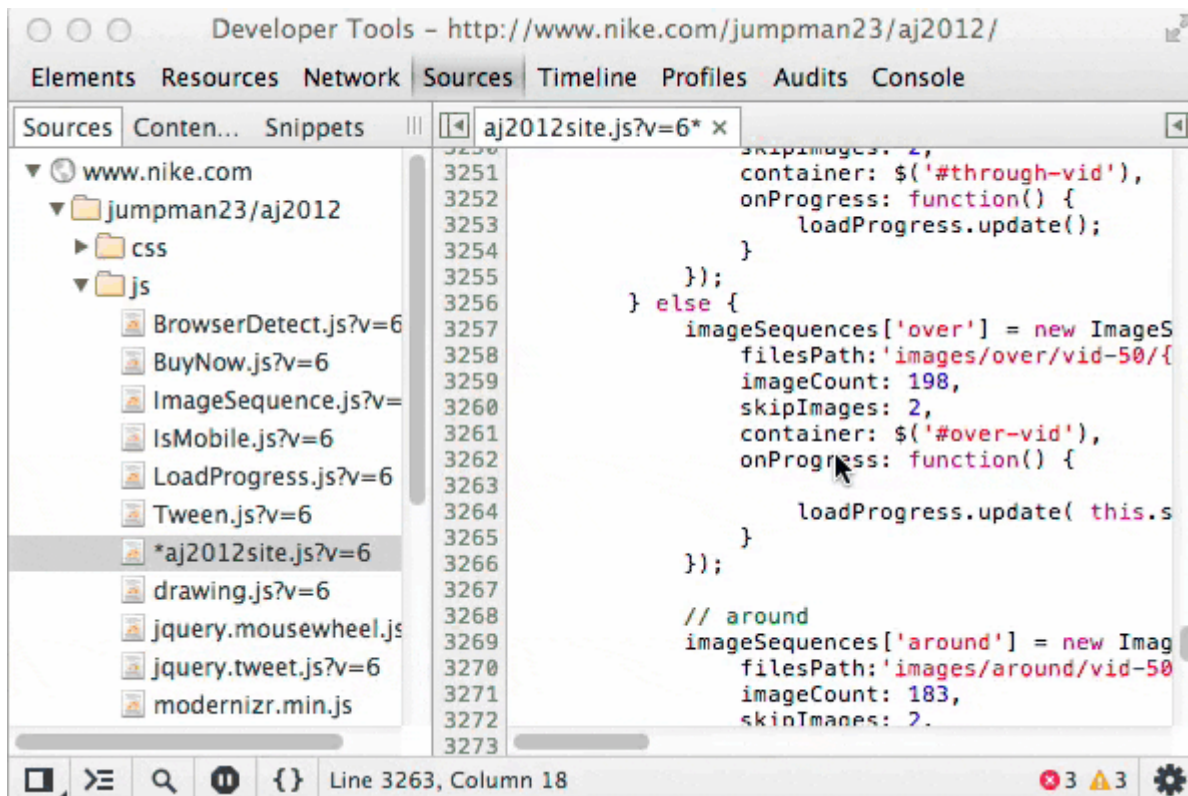 Developer Tools – http://www.nike.com/jumpman23/aj2012/
Elements Resources Network Sources Timeline Profiles Audits Console
Sources Conten... Snippets
www.nike.com
jumpman23/aj2012
css
js
BrowserDetect.js?v=6
BuyNow.js?v=6
ImageSequence.js?v=
IsMobile.js?v=6
LoadProgress.js?v=6
Tween.js?v=6
*aj2012site.js?v=6
drawing.js?v=6
jquery.mousewheel.js
jquery.tweet.js?v=6
modernizr.min.js
aj2012site.js?v=6* ×
3250 skipImages: 2,
3251 container: $('#through-vid'),
3252 onProgress: function() {
3253 loadProgress.update();
3254 }
3255 });
3256 } else {
3257 imageSequences['over'] = new ImageS
3258 filesPath:'images/over/vid-50/{
3259 imageCount: 198,
3260 skipImages: 2,
3261 container: $('#over-vid'),
3262 onProgress: function() {
3263
3264 loadProgress.update( this.s
3265 }
3266 });
3267
3268 // around
3269 imageSequences['around'] = new Imag
3270 filesPath:'images/around/vid-50
3271 imageCount: 183,
3272 skipImages: 2,
3273
{ } Line 3263, Column 18 3 3